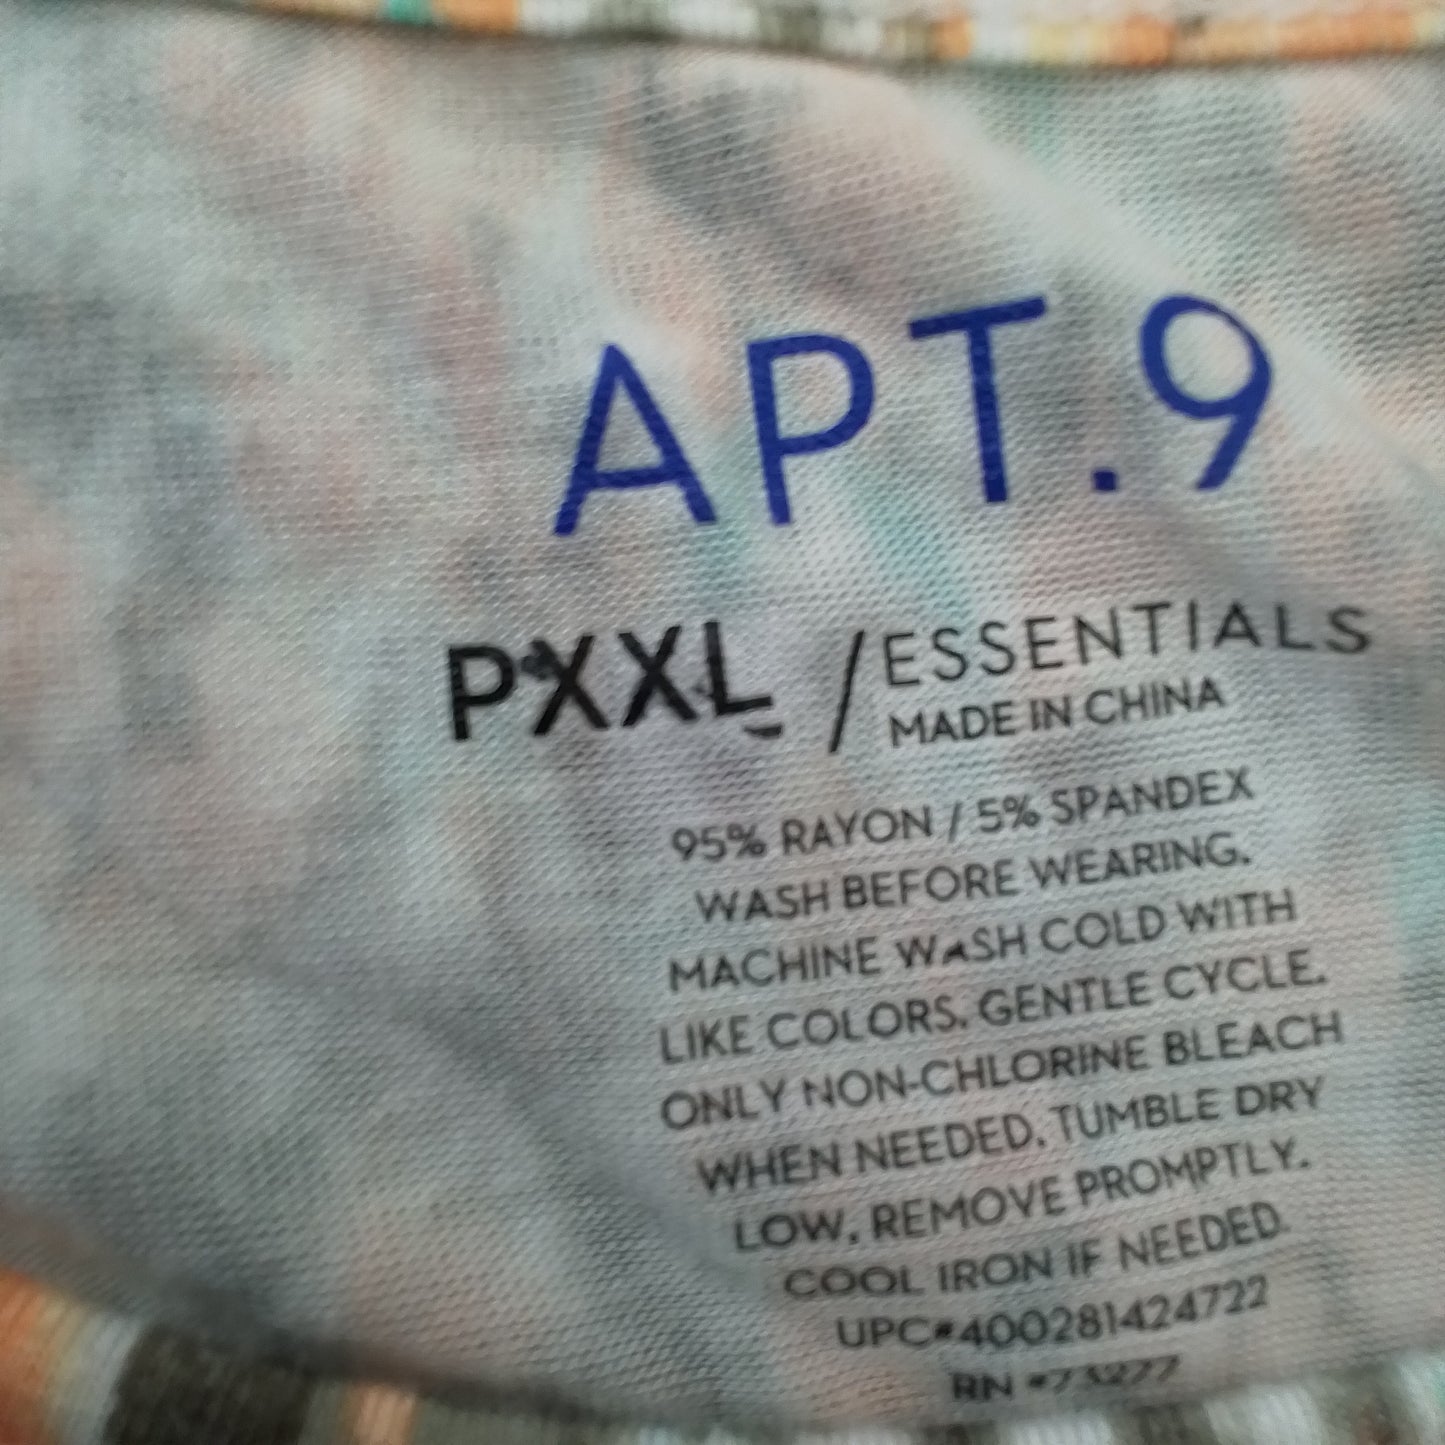 APT.9
PXXL / ESSENTIALS
MADE IN CHINA
95% RAYON / 5% SPANDEX
WASH BEFORE WEARING.
MACHINE WASH COLD WITH
LIKE COLORS. GENTLE CYCLE.
ONLY NON-CHLORINE BLEACH
WHEN NEEDED. TUMBLE DRY
LOW. REMOVE PROMPTLY.
COOL IRON IF NEEDED.
UPC#400281424722
RN #73277